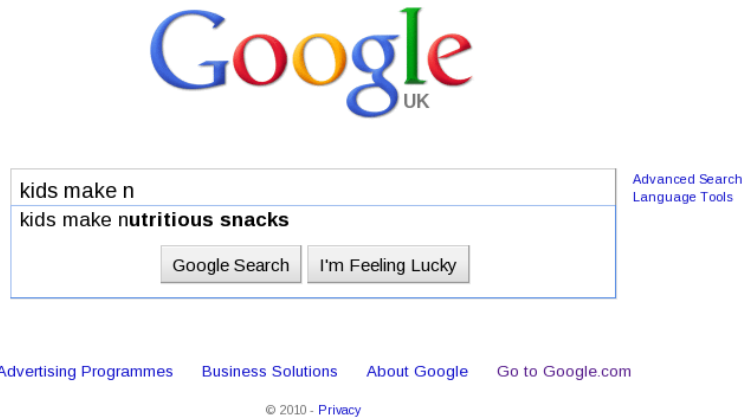 Google
UK
kids make n
kids make nutritious snacks
Google Search I'm Feeling Lucky
Advanced Search
Language Tools
Advertising Programmes Business Solutions About Google Go to Google.com
© 2010 - Privacy